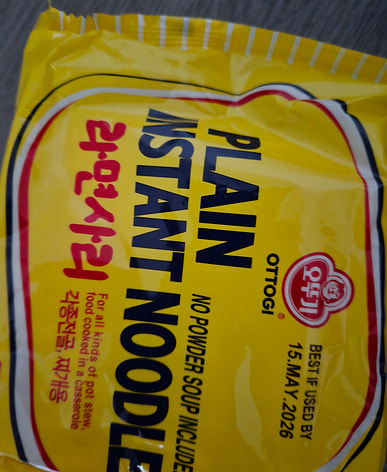 오뚜기
OTTOGI®
BEST IF USED BY
15.MAY.2026
PLAIN
INSTANT NOODLE
NO POWDER SOUP INCLUDE
라면사리
For all kinds of pot stew,
food cooked in a casserole
각종전골, 찌개용